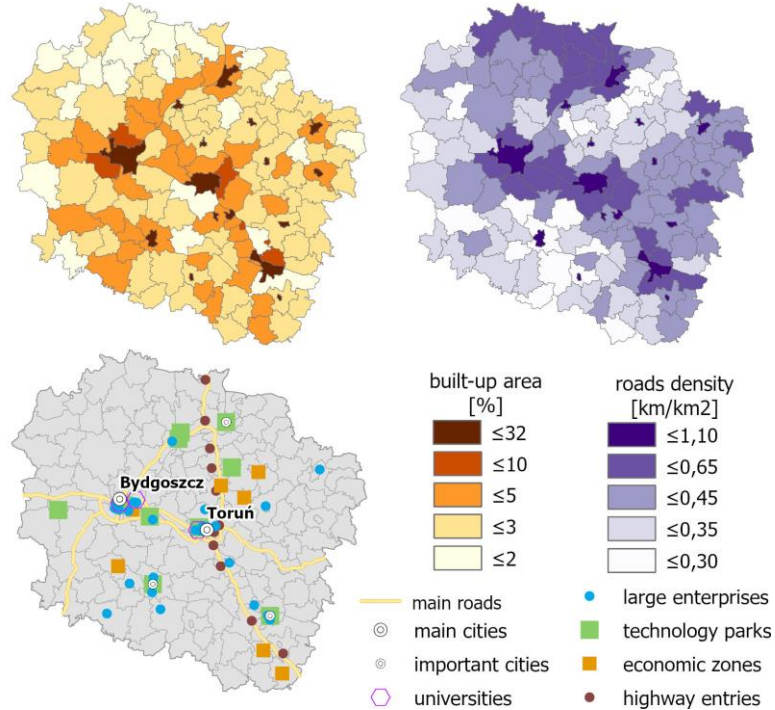 Bydgoszcz
Toruń
built-up area
[%]
≤32
≤10
≤5
≤3
≤2
roads density
[km/km2]
≤1,10
≤0,65
≤0,45
≤0,35
≤0,30
main roads
main cities
important cities
universities
large enterprises
technology parks
economic zones
highway entries